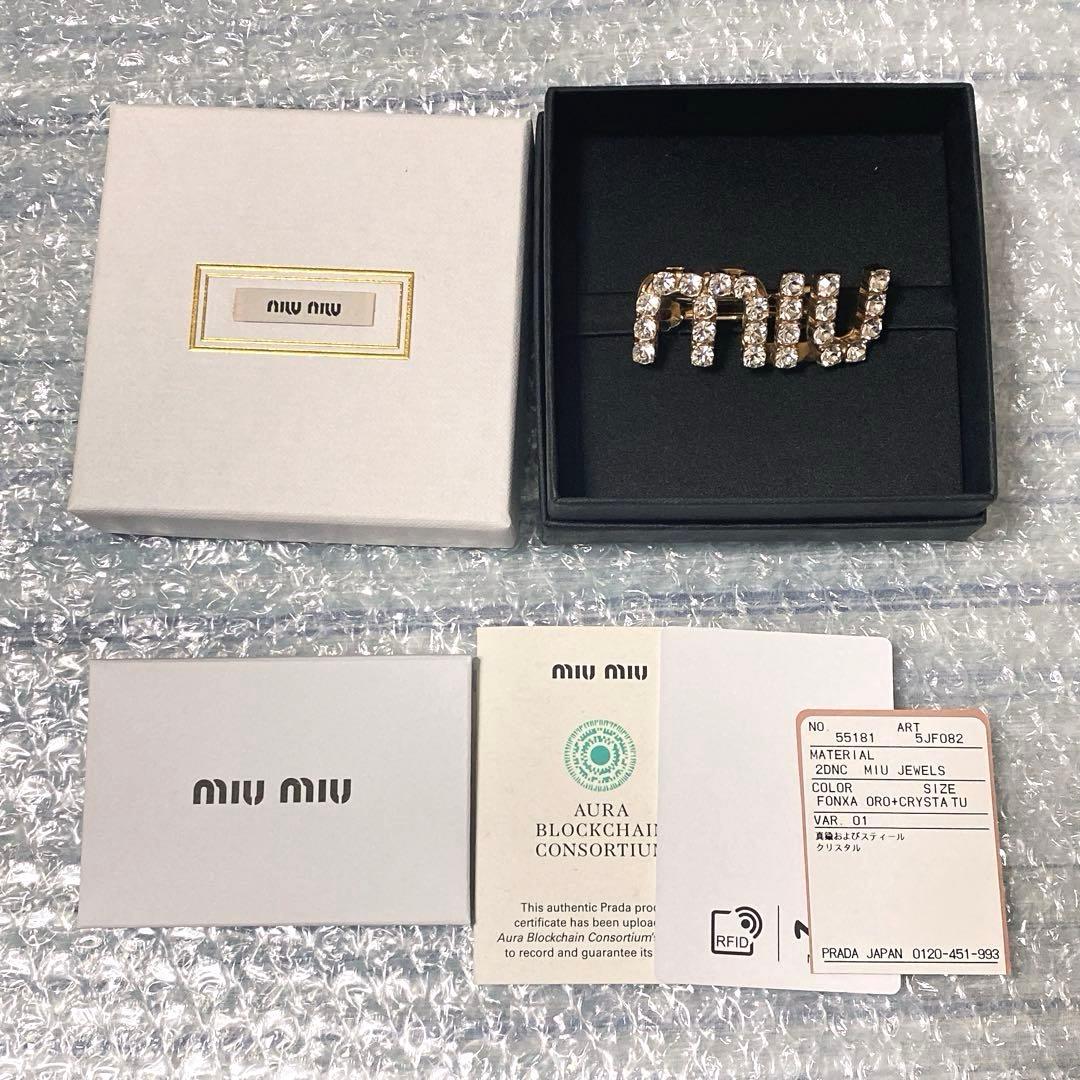 miu miu
miu
miu miu
miu miu
AURA
BLOCKCHAIN
CONSORTIUM
This authentic Prada
certificate has been
Aura Blockchain Consortium's
to record and guarantee its
RFID
NO. 55181 ART 5JF082
MATERIAL
2DNC MIU JEWELS
COLOR SIZE
FONXA ORO+CRYSTA TU
VAR. 01
真鍮およびスティール
クリスタル
PRADA JAPAN 0120-451-993